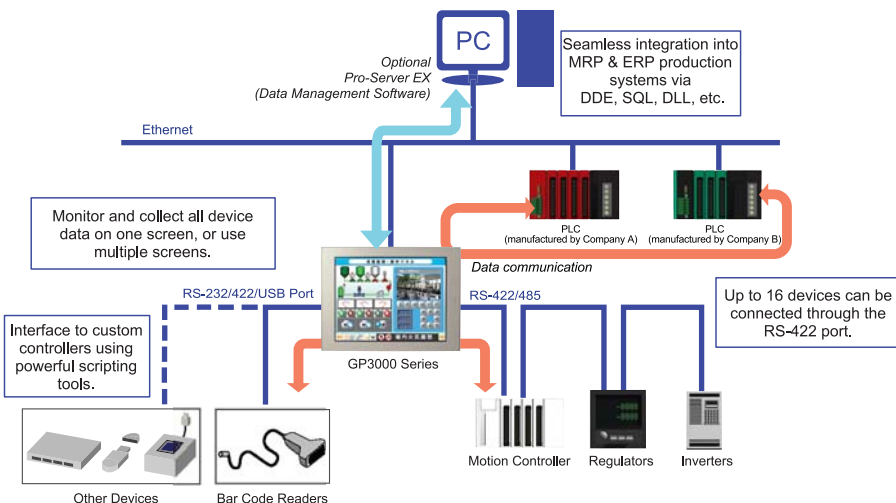 PC
Optional
Pro-Server EX
(Data Management Software)
Seamless integration into
MRP & ERP production
systems via
DDE, SQL, DLL, etc.
Ethernet
Monitor and collect all device
data on one screen, or use
multiple screens.
PLC
(manufactured by Company A)
PLC
(manufactured by Company B)
Data communication
RS-232/422/USB Port
RS-422/485
Up to 16 devices can be
connected through the
RS-422 port.
Interface to custom
controllers using
powerful scripting
tools.
GP3000 Series
Other Devices
Bar Code Readers
Motion Controller
Regulators
Inverters